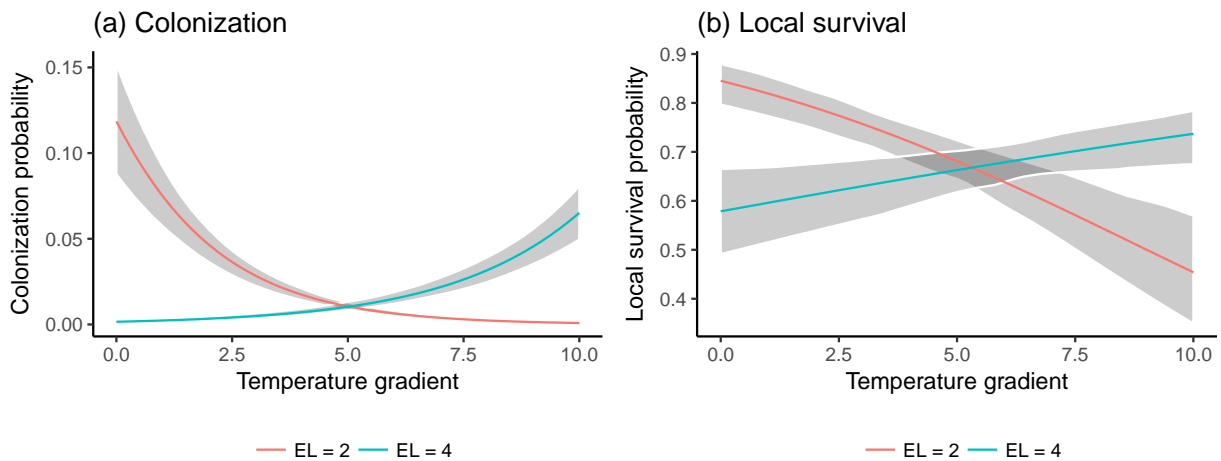 (a) Colonization
Colonization probability
0.15
0.10
0.05
0.00
0.0 2.5 5.0 7.5 10.0
Temperature gradient
EL = 2 EL = 4
(b) Local survival
Local survival probability
0.9
0.8
0.7
0.6
0.5
0.4
0.0 2.5 5.0 7.5 10.0
Temperature gradient
EL = 2 EL = 4